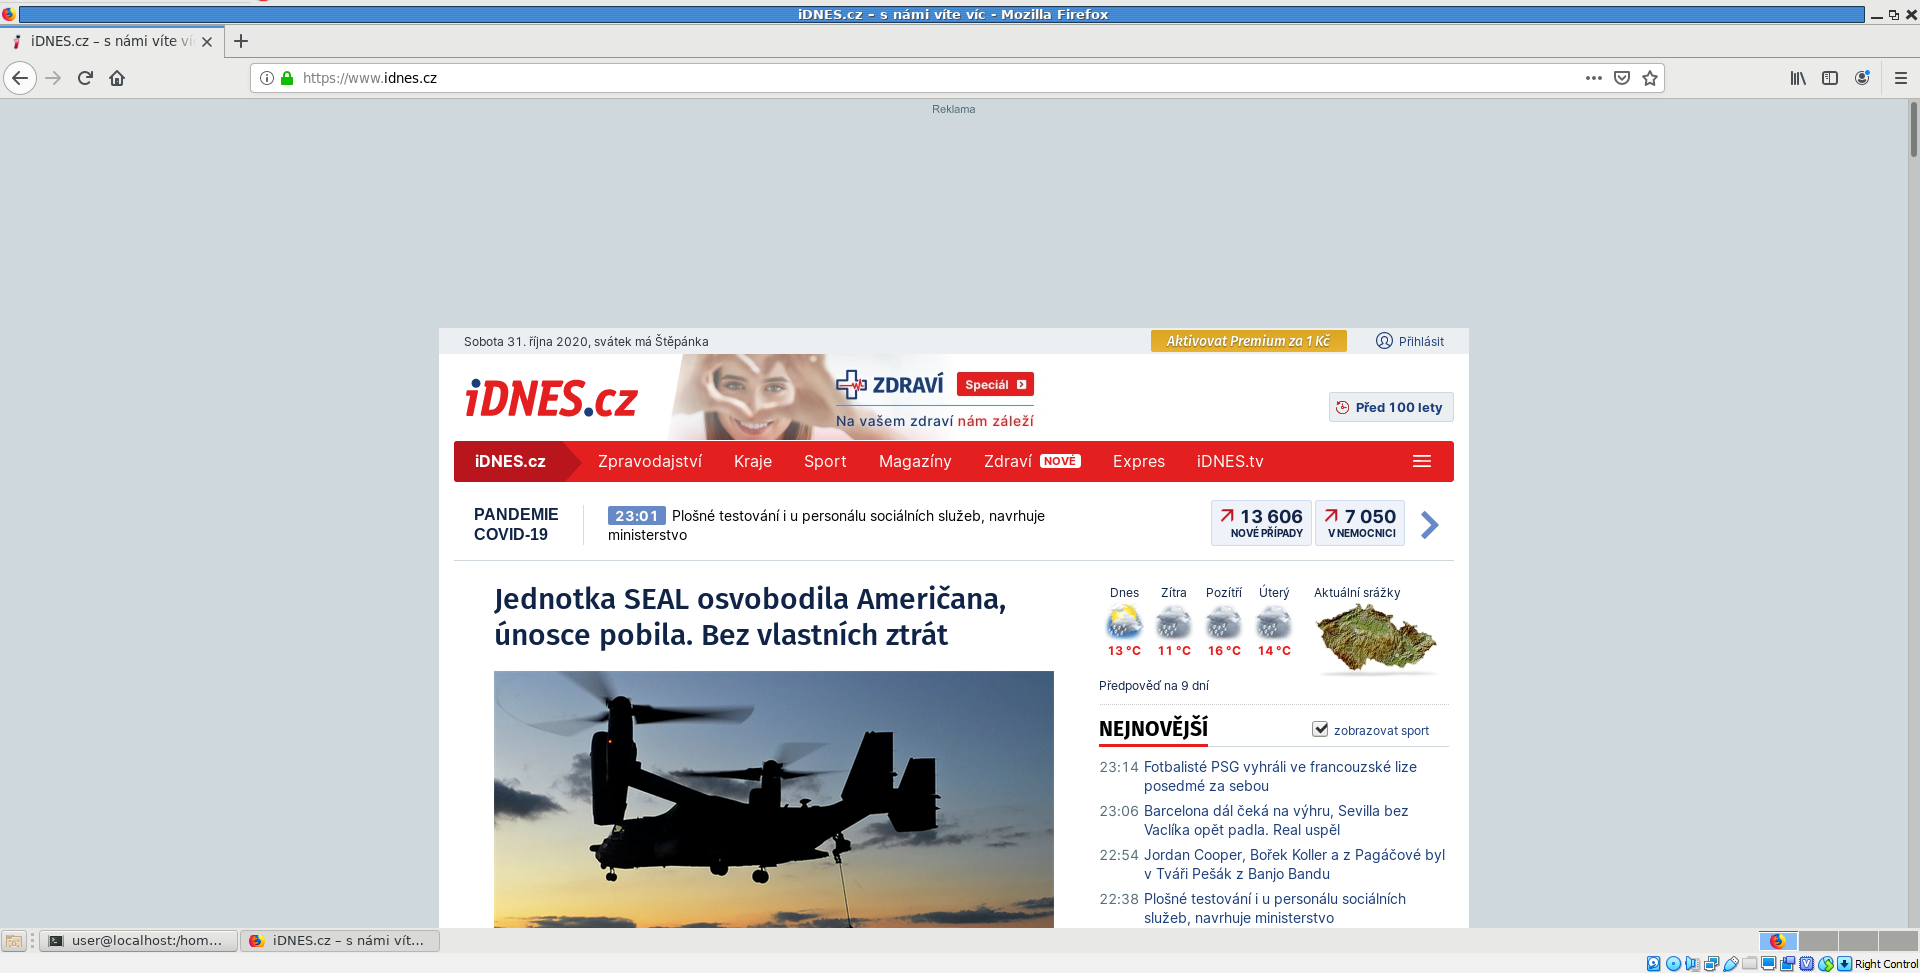 iDNES.cz – s námi víte víc - Mozilla Firefox
iDNES.cz – s námi víte ví
https://www.idnes.cz
Reklama
Sobota 31. října 2020, svátek má Štěpánka
Aktivovat Premium za 1 Kč
Přihlásit
iDNES.cz
ZDRAVÍ
Speciál
Na vašem zdraví nám záleží
Před 100 lety
iDNES.cz
Zpravodajství
Kraje
Sport
Magazíny
Zdraví NOVÉ
Expres
iDNES.tv
PANDEMIE
COVID-19
23:01 Plošné testování i u personálu sociálních služeb, navrhuje
ministerstvo
13 606
NOVÉ PŘÍPADY
7 050
V NEMOCNICI
Jednotka SEAL osvobodila Američana,
únosce pobila. Bez vlastních ztrát
Dnes Zítra Pozítří Úterý Aktuální srážky
13 °C 11 °C 16 °C 14 °C
Předpověď na 9 dní
NEJNOVĚJŠÍ
zobrazovat sport
23:14 Fotbalisté PSG vyhráli ve francouzské lize
posedmé za sebou
23:06 Barcelona dál čeká na výhru, Sevilla bez
Vaclíka opět padla. Real uspěl
22:54 Jordan Cooper, Bořek Koller a z Pagáčové byl
v Tváři Pešák z Banjo Bandu
22:38 Plošné testování i u personálu sociálních
služeb, navrhuje ministerstvo
user@localhost:/hom...
iDNES.cz – s námi vít...
Right Control